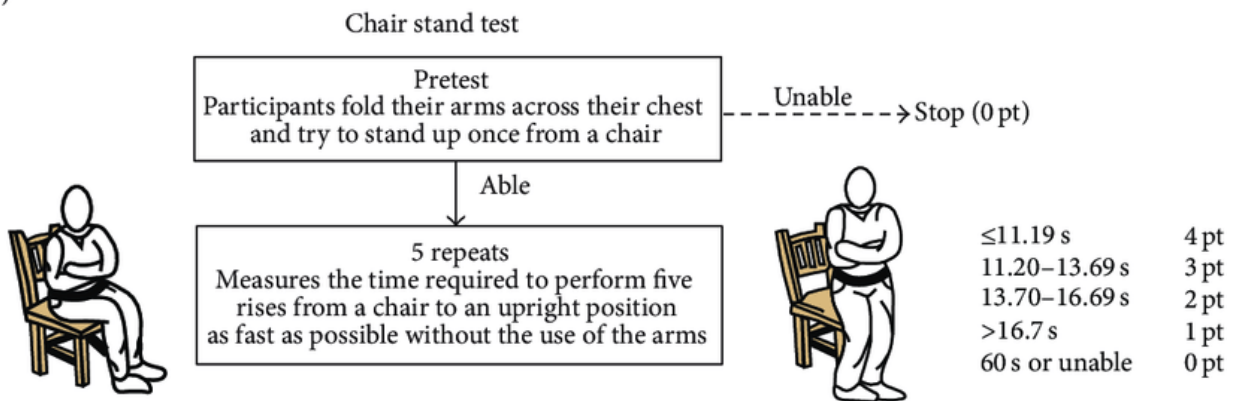 )
Chair stand test
Pretest
Participants fold their arms across their chest
and try to stand up once from a chair
Unable
Stop (0 pt)
Able
5 repeats
Measures the time required to perform five
rises from a chair to an upright position
as fast as possible without the use of the arms
≤11.19 s 4 pt
11.20–13.69 s 3 pt
13.70–16.69 s 2 pt
>16.7 s 1 pt
60 s or unable 0 pt